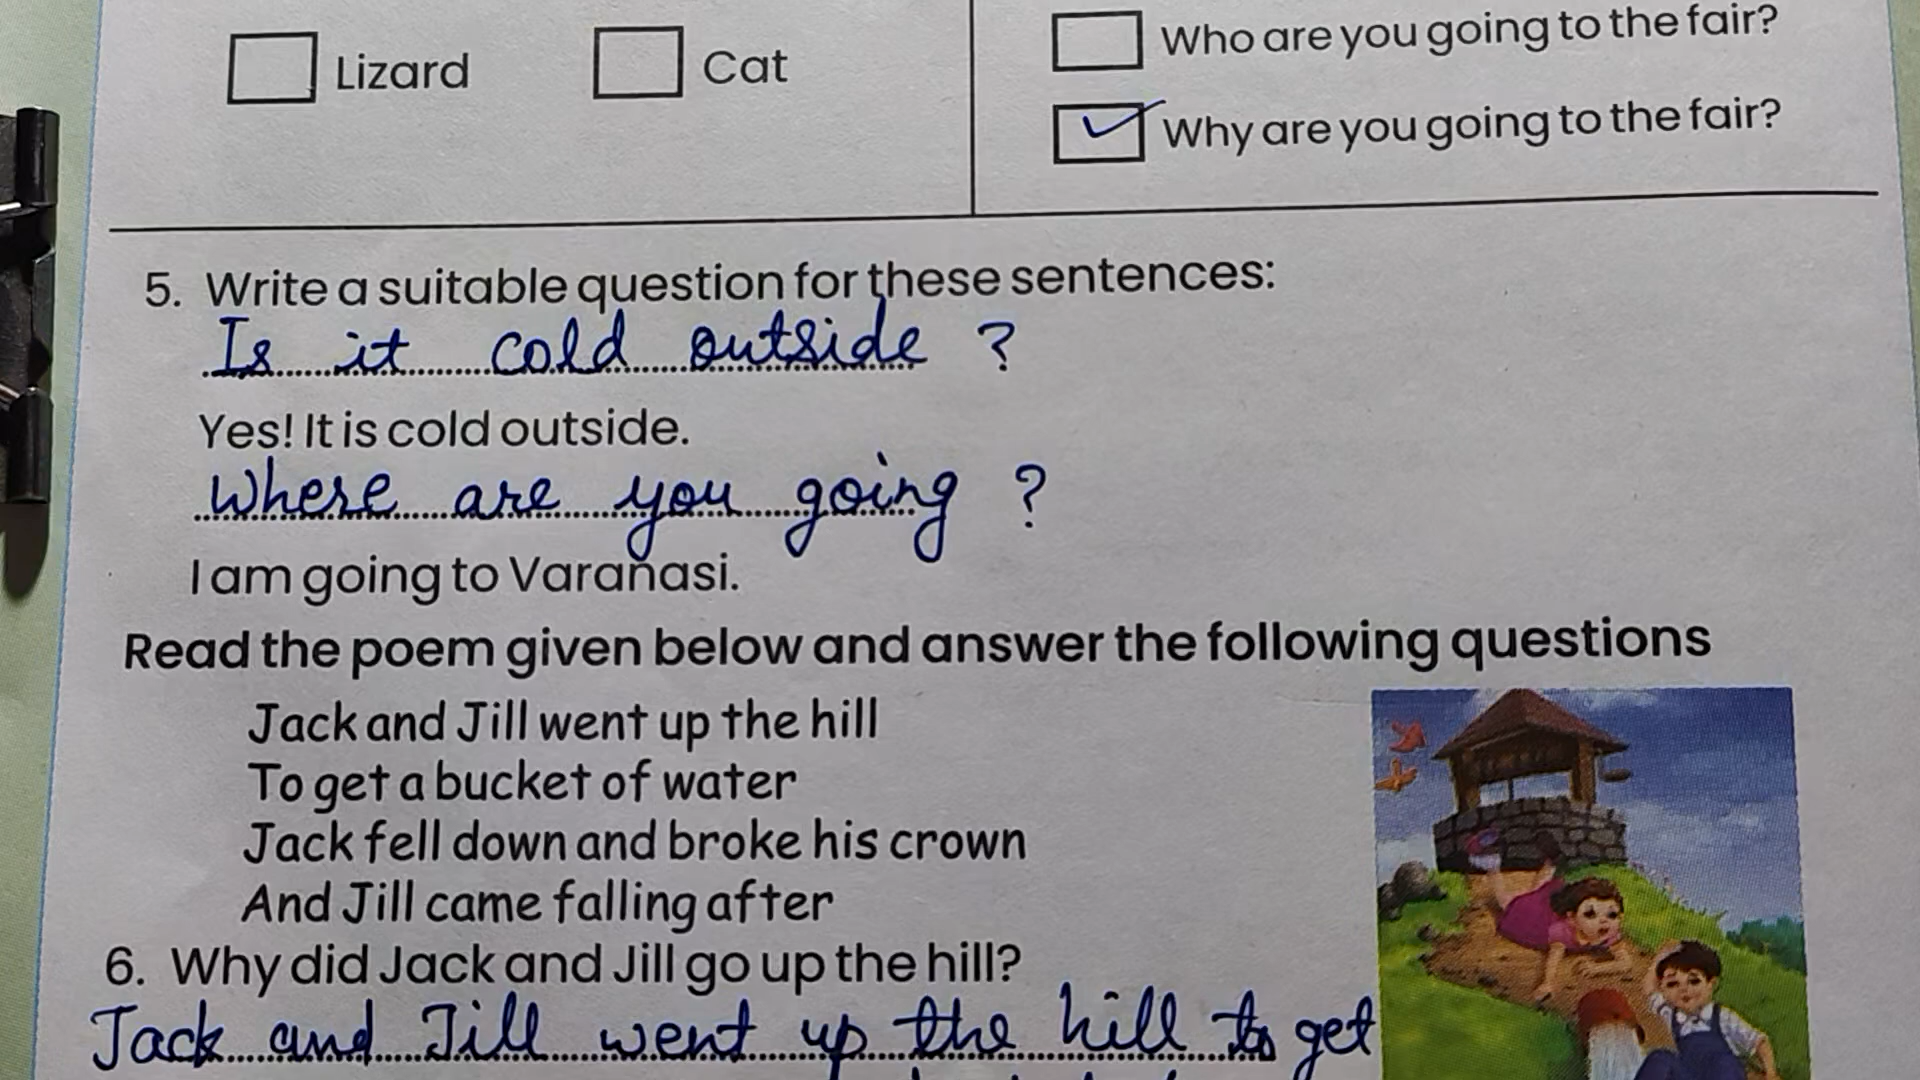 Lizard Cat
Who are you going to the fair?
Why are you going to the fair?
5. Write a suitable question for these sentences:
Is it cold outside ?
Yes! It is cold outside.
Where are you going ?
I am going to Varanasi.
Read the poem given below and answer the following questions
Jack and Jill went up the hill
To get a bucket of water
Jack fell down and broke his crown
And Jill came falling after
6. Why did Jack and Jill go up the hill?
Jack and Jill went up the hill to get